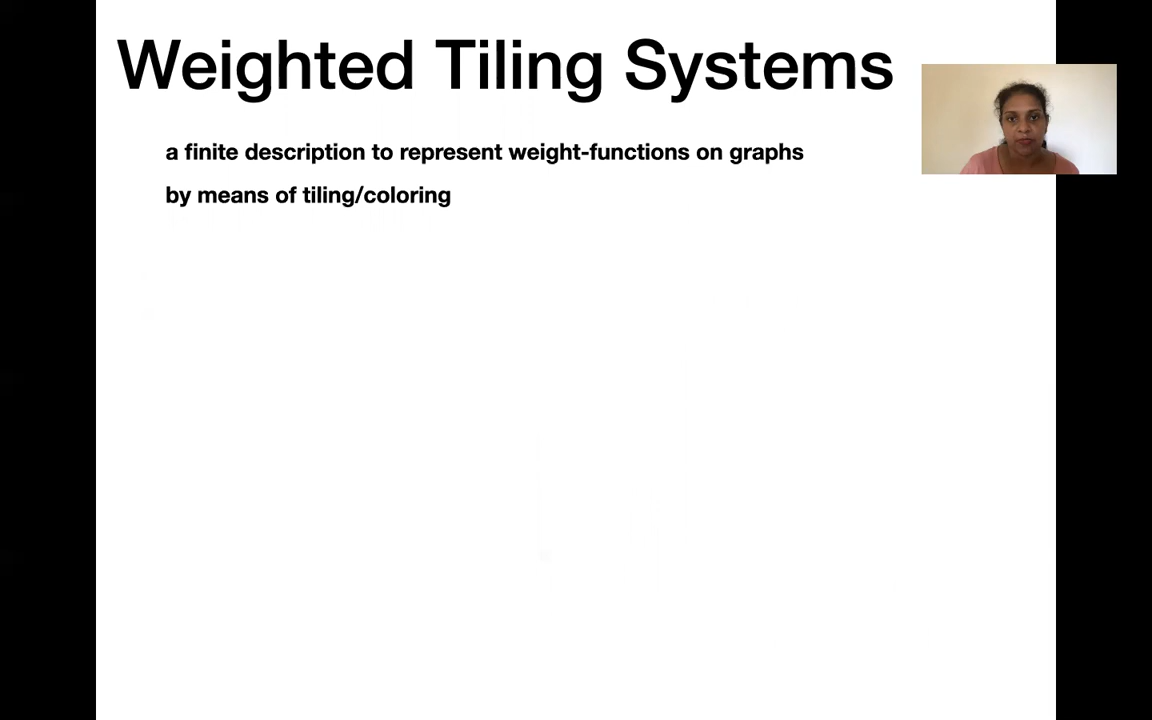 Weighted Tiling Systems
a finite description to represent weight-functions on graphs
by means of tiling/coloring